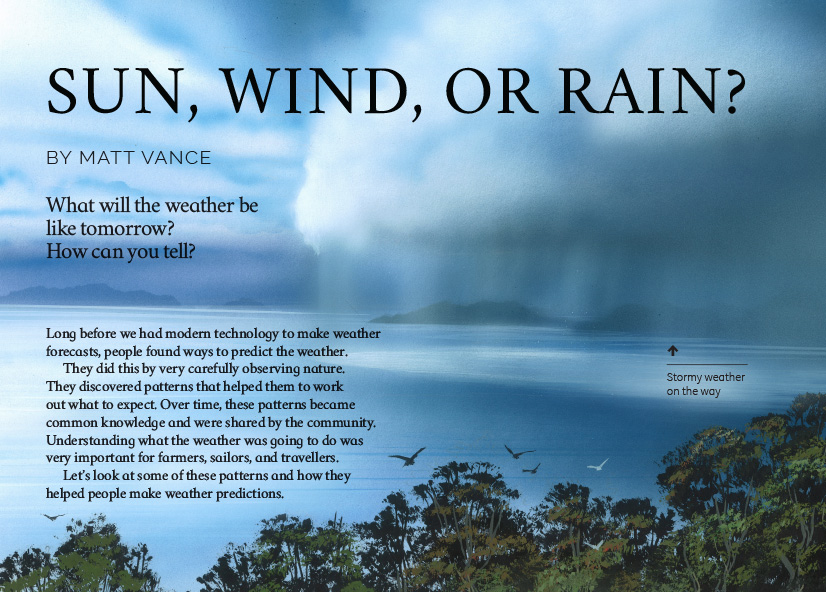 SUN, WIND, OR RAIN?
BY MATT VANCE
What will the weather be
like tomorrow?
How can you tell?
Long before we had modern technology to make weather
forecasts, people found ways to predict the weather.
They did this by very carefully observing nature.
They discovered patterns that helped them to work
out what to expect. Over time, these patterns became
common knowledge and were shared by the community.
Understanding what the weather was going to do was
very important for farmers, sailors, and travellers.
Let's look at some of these patterns and how they
helped people make weather predictions.
Stormy weather
on the way